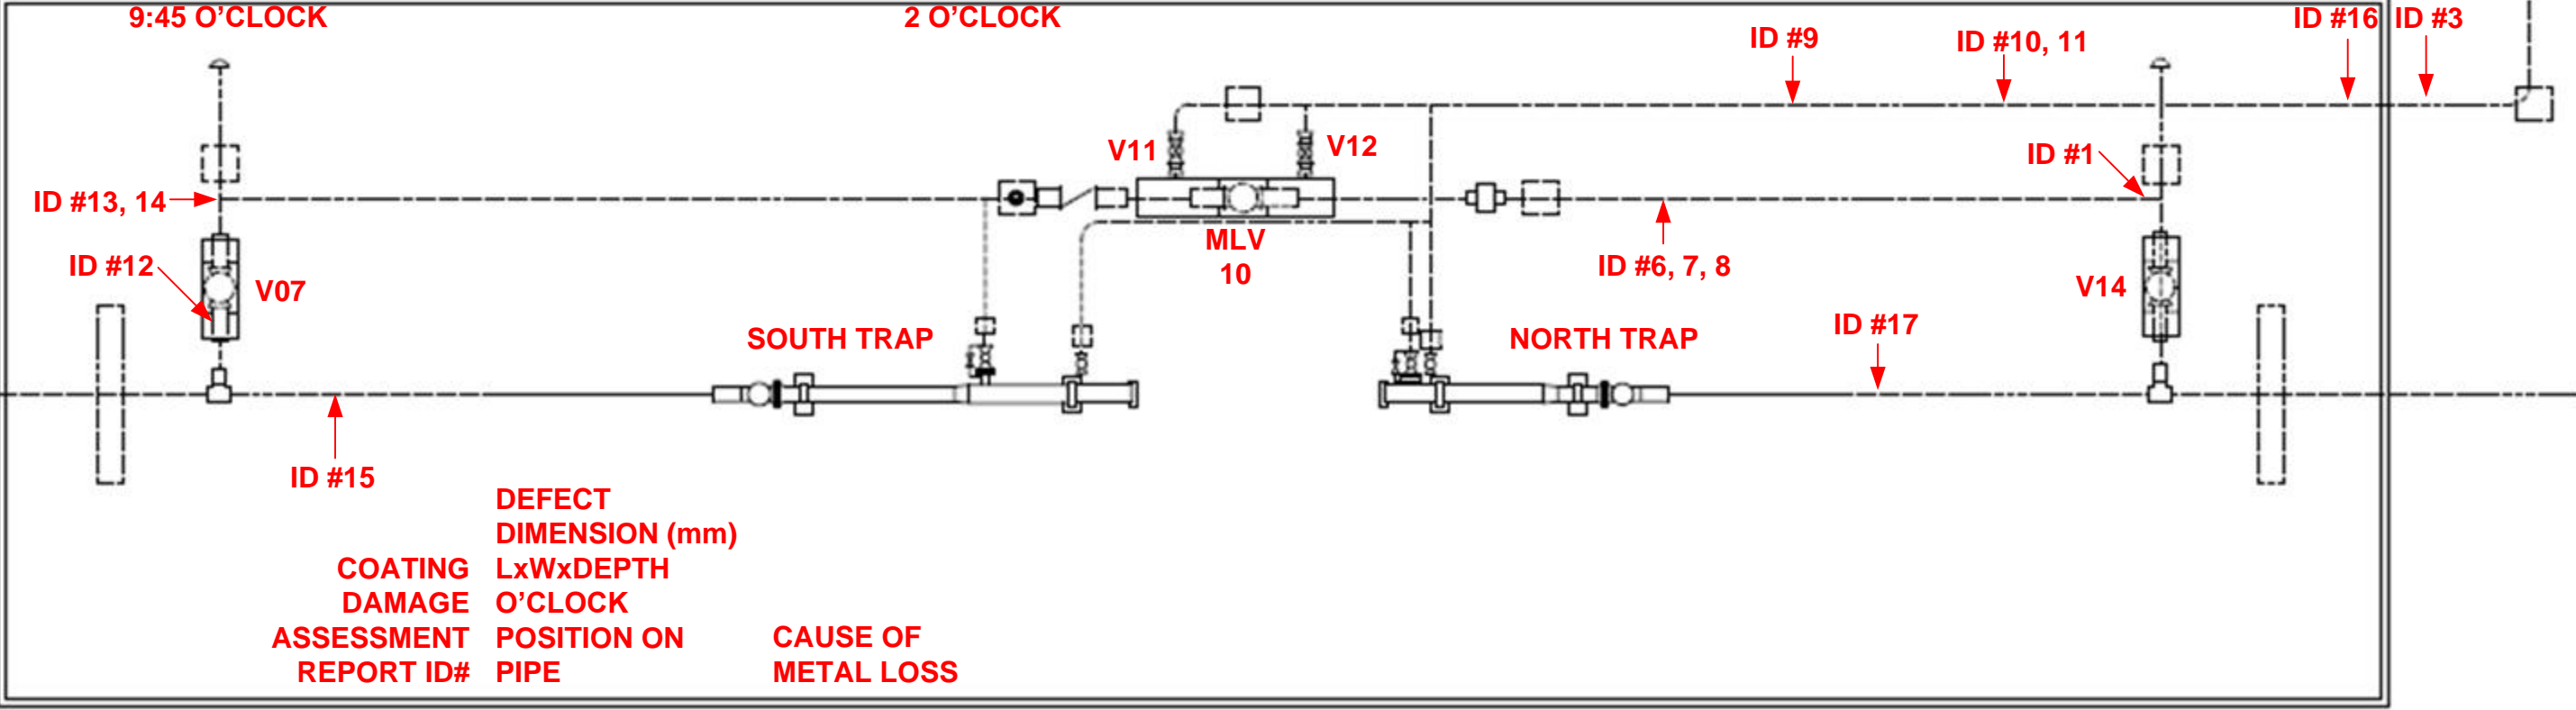 9:45 O’CLOCK
2 O’CLOCK
ID #16
ID #3
ID #9
ID #10, 11
V11
V12
ID #1
ID #13, 14
MLV
10
ID #6, 7, 8
ID #12
V07
V14
SOUTH TRAP
NORTH TRAP
ID #17
ID #15
DEFECT
DIMENSION (mm)
COATING LxWxDEPTH
DAMAGE O’CLOCK
ASSESSMENT POSITION ON CAUSE OF
REPORT ID# PIPE METAL LOSS